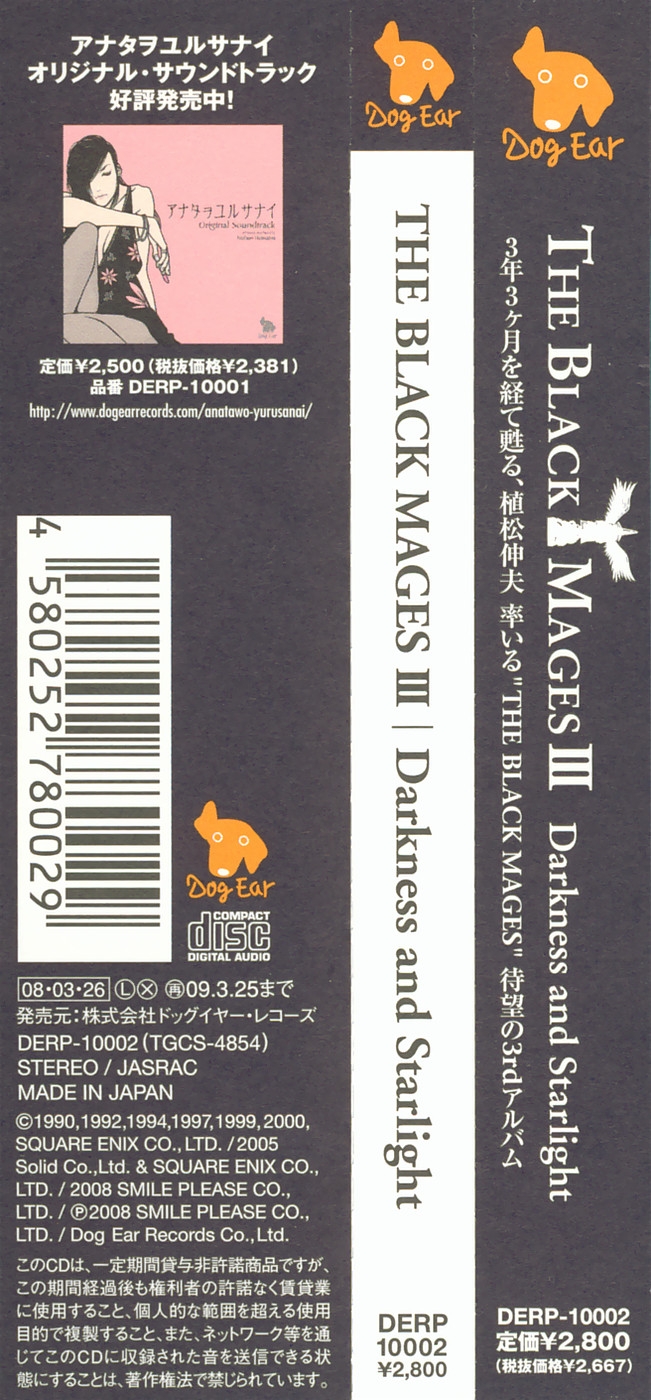 アナタヲユルサナイ
オリジナル・サウンドトラック
好評発売中!
アナタヲユルサナイ
Original Soundtrack
Dog Ear
定価¥2,500(税抜価格¥2,381)
品番 DERP-10001
http://www.dogearrecords.com/anatawo-yurusanai/
4 580252 780029
Dog Ear
COMPACT
disc
DIGITAL AUDIO
08・03・26 Ⓛ Ⓧ ㋐09.3.25まで
発売元:株式会社ドッグイヤー・レコーズ
DERP-10002(TGCS-4854)
STEREO / JASRAC
MADE IN JAPAN
©1990,1992,1994,1997,1999,2000,
SQUARE ENIX CO.,LTD. / 2005
Solid Co.,Ltd. & SQUARE ENIX CO.,
LTD. / 2008 SMILE PLEASE CO.,
LTD. / ℗2008 SMILE PLEASE CO.,
LTD. / Dog Ear Records Co.,Ltd.
このCDは、一定期間貸与非許諾商品ですが、
この期間経過後も権利者の許諾なく賃貸業
に使用すること、個人的な範囲を超える使用
目的で複製すること、また、ネットワーク等を通
じてこのCDに収録された音を送信できる状
態にすることは、著作権法で禁じられています。
Dog Ear
THE BLACK MAGES III | Darkness and Starlight
DERP
10002
¥2,800
Dog Ear
THE BLACK MAGES III Darkness and Starlight
3年3ヶ月を経て甦る、植松伸夫 率いる"THE BLACK MAGES" 待望の3rdアルバム
DERP-10002
定価¥2,800
(税抜価格¥2,667)